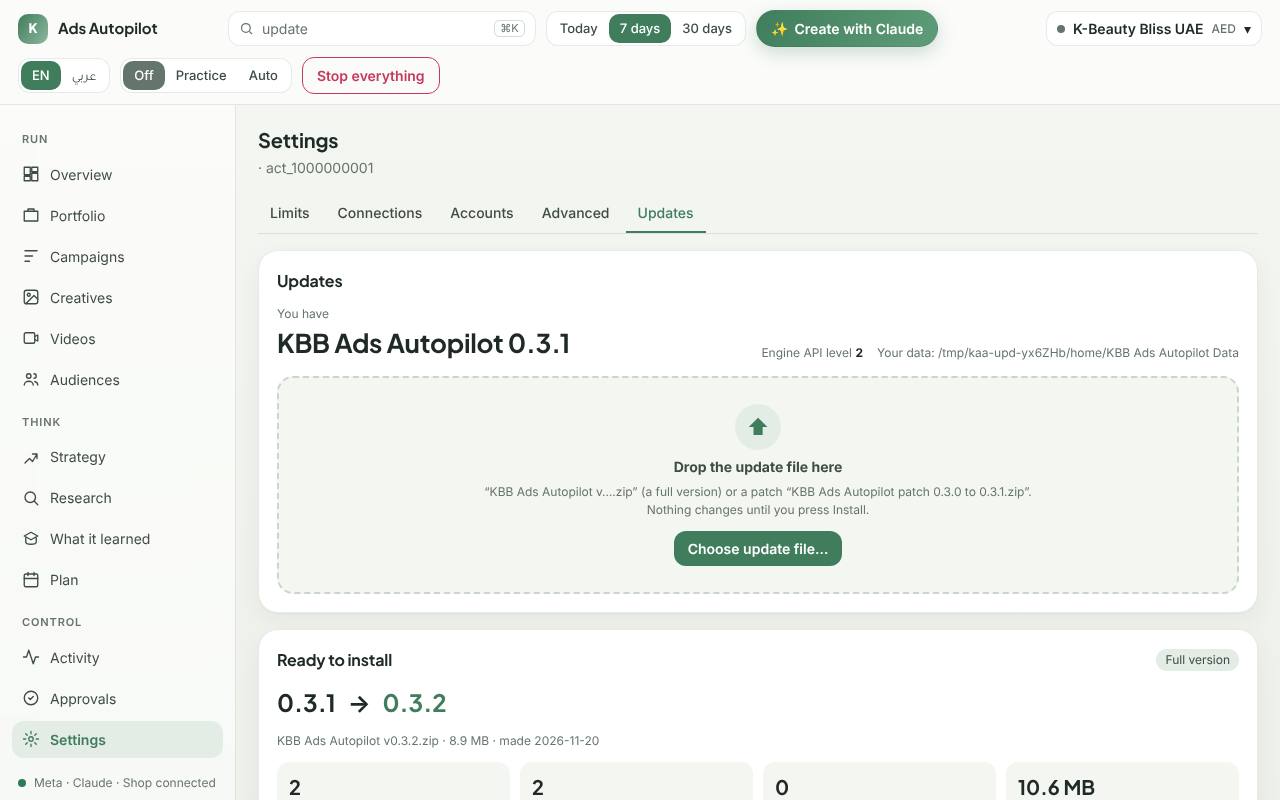 K
Ads Autopilot
update
⌘K
Today
7 days
30 days
✨ Create with Claude
K-Beauty Bliss UAE AED ▾
EN
عربي
Off
Practice
Auto
Stop everything
RUN
Overview
Portfolio
Campaigns
Creatives
Videos
Audiences
THINK
Strategy
Research
What it learned
Plan
CONTROL
Activity
Approvals
Settings
Meta · Claude · Shop connected
Settings
· act_1000000001
Limits
Connections
Accounts
Advanced
Updates
Updates
You have
KBB Ads Autopilot 0.3.1
Engine API level 2
Your data: /tmp/kaa-upd-yx6ZHb/home/KBB Ads Autopilot Data
Drop the update file here
“KBB Ads Autopilot v….zip” (a full version) or a patch “KBB Ads Autopilot patch 0.3.0 to 0.3.1.zip”.
Nothing changes until you press Install.
Choose update file…
Ready to install
Full version
0.3.1 → 0.3.2
KBB Ads Autopilot v0.3.2.zip · 8.9 MB · made 2026-11-20
2
2
0
10.6 MB